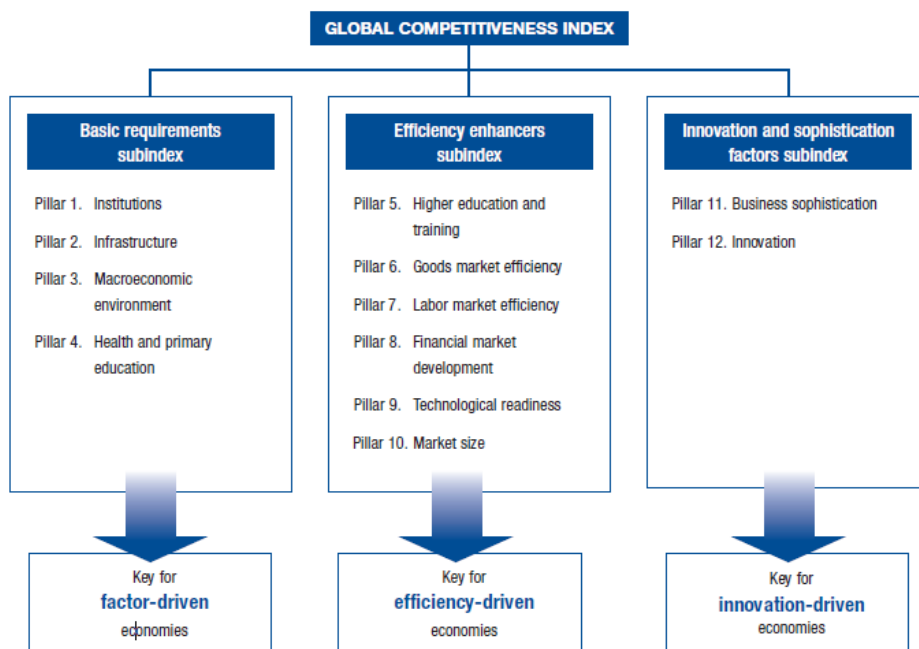 GLOBAL COMPETITIVENESS INDEX
Basic requirements
subindex
Pillar 1. Institutions
Pillar 2. Infrastructure
Pillar 3. Macroeconomic
environment
Pillar 4. Health and primary
education
Key for
factor-driven
economies
Efficiency enhancers
subindex
Pillar 5. Higher education and
training
Pillar 6. Goods market efficiency
Pillar 7. Labor market efficiency
Pillar 8. Financial market
development
Pillar 9. Technological readiness
Pillar 10. Market size
Key for
efficiency-driven
economies
Innovation and sophistication
factors subindex
Pillar 11. Business sophistication
Pillar 12. Innovation
Key for
innovation-driven
economies